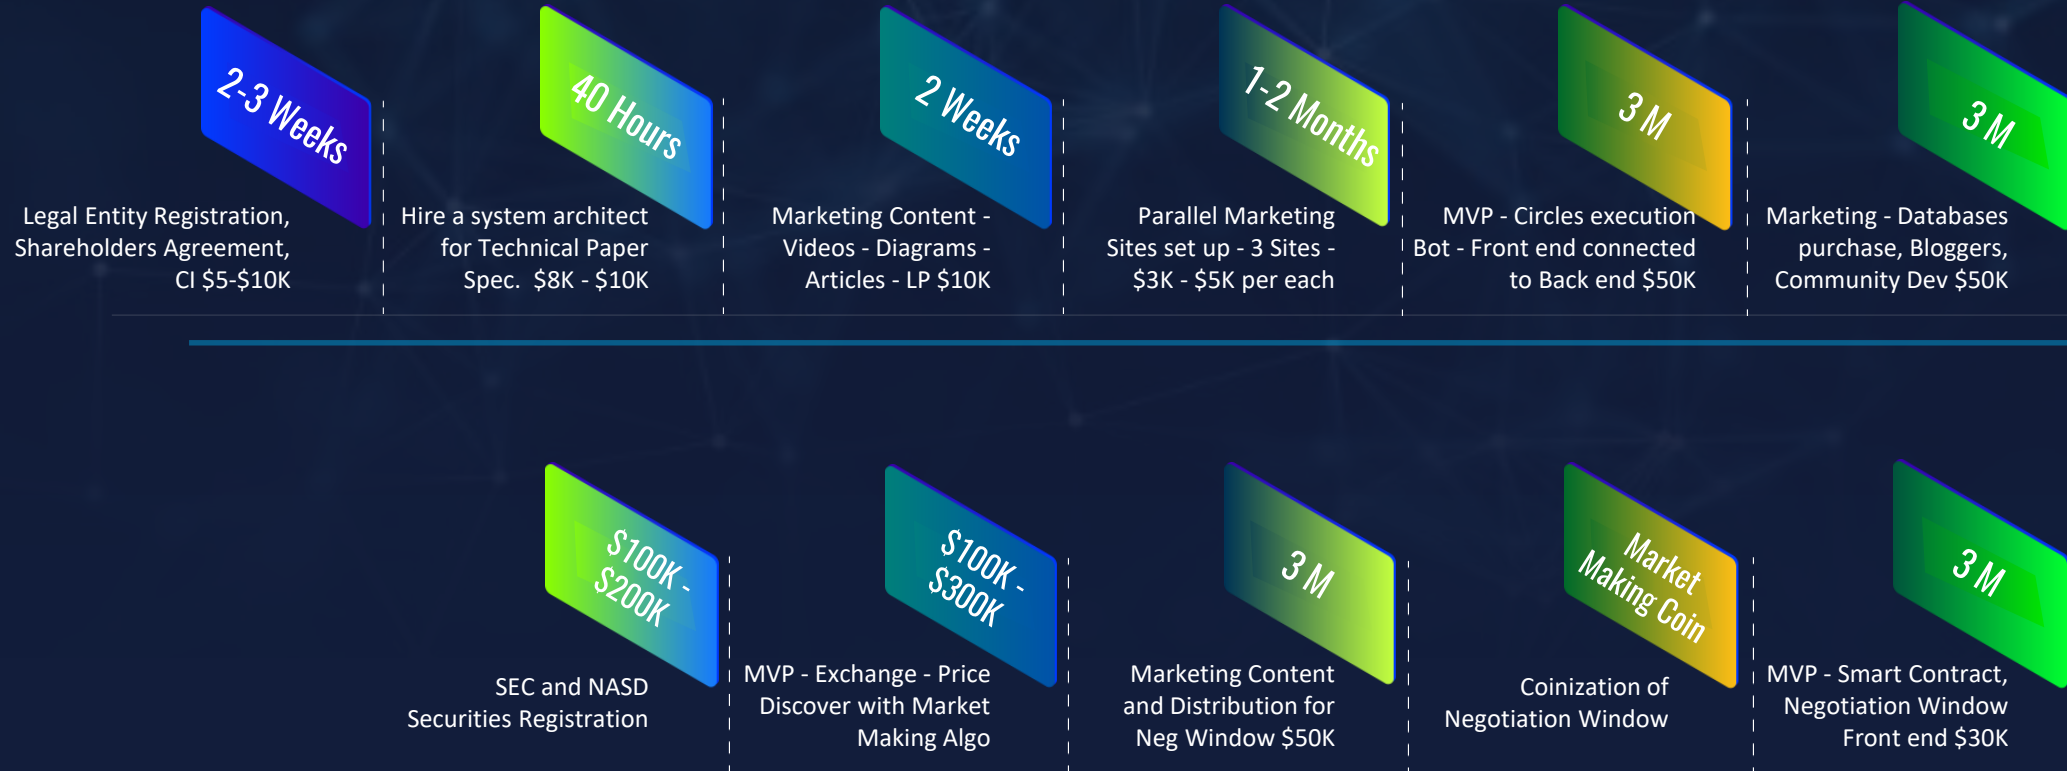 2-3 Weeks
Legal Entity Registration,
Shareholders Agreement,
CI $5-$10K
40 Hours
Hire a system architect
for Technical Paper
Spec.  $8K - $10K
2 Weeks
Marketing Content -
Videos - Diagrams -
Articles - LP $10K
1-2 Months
Parallel Marketing
Sites set up - 3 Sites -
$3K - $5K per each
3 M
MVP - Circles execution
Bot - Front end connected
to Back end $50K
3 M
Marketing - Databases
purchase, Bloggers,
Community Dev $50K
$100K -
$200K
SEC and NASD
Securities Registration
$100K -
$300K
MVP - Exchange - Price
Discover with Market
Making Algo
3 M
Marketing Content
and Distribution for
Neg Window $50K
Market
Making Coin
Coinization of
Negotiation Window
3 M
MVP - Smart Contract,
Negotiation Window
Front end $30K